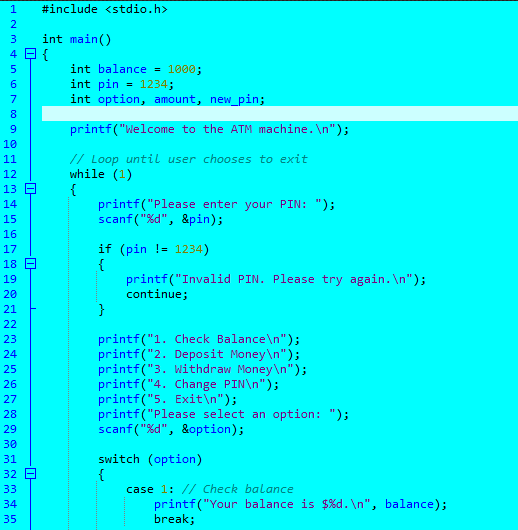 1 #include <stdio.h>
2
3 int main()
4 {
5     int balance = 1000;
6     int pin = 1234;
7     int option, amount, new_pin;
8
9     printf("Welcome to the ATM machine.\n");
10
11     // Loop until user chooses to exit
12     while (1)
13     {
14         printf("Please enter your PIN: ");
15         scanf("%d", &pin);
16
17         if (pin != 1234)
18         {
19             printf("Invalid PIN. Please try again.\n");
20             continue;
21         }
22
23         printf("1. Check Balance\n");
24         printf("2. Deposit Money\n");
25         printf("3. Withdraw Money\n");
26         printf("4. Change PIN\n");
27         printf("5. Exit\n");
28         printf("Please select an option: ");
29         scanf("%d", &option);
30
31         switch (option)
32         {
33             case 1: // Check balance
34                 printf("Your balance is $%d.\n", balance);
35                 break;